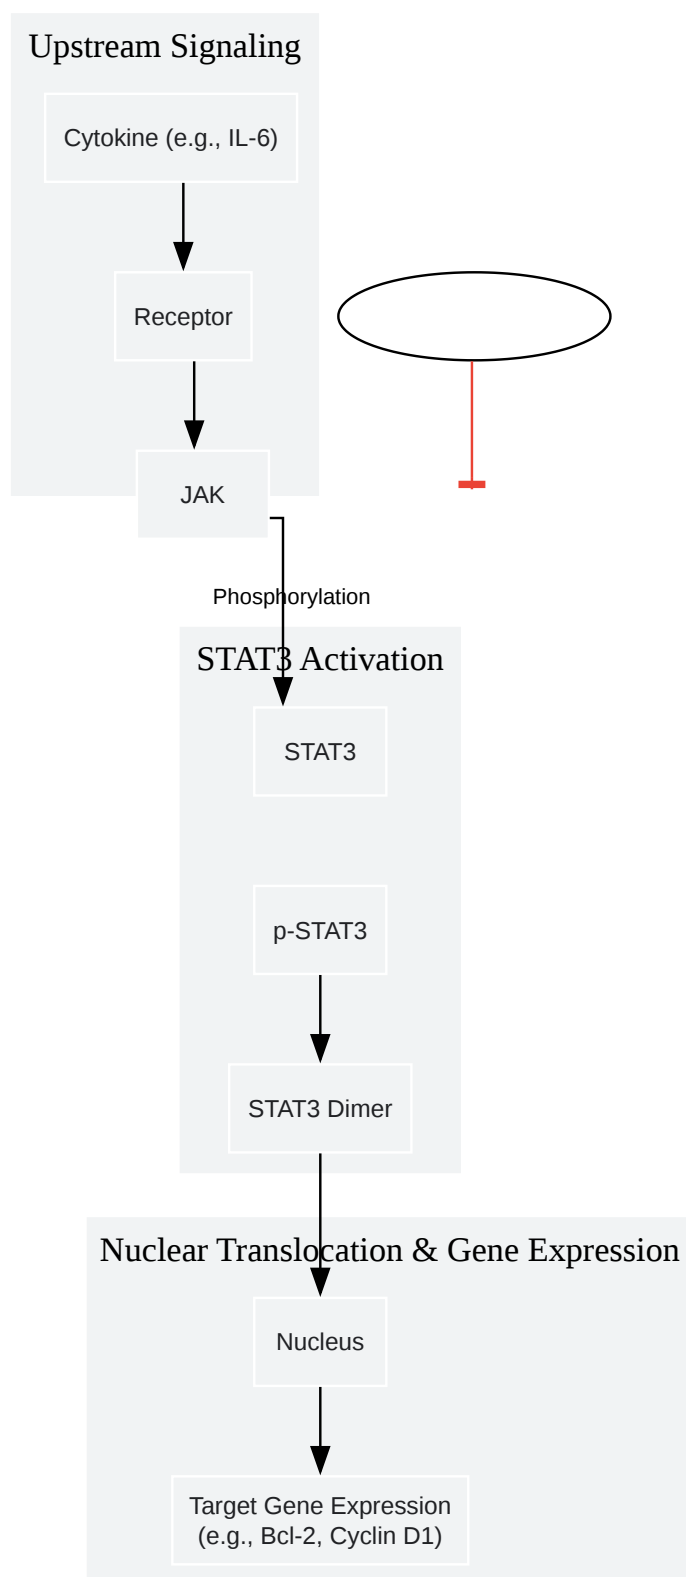 Upstream Signaling
Cytokine (e.g., IL-6)
Receptor
JAK
Phosphorylation
STAT3 Activation
STAT3
p-STAT3
STAT3 Dimer
Nuclear Translocation & Gene Expression
Nucleus
Target Gene Expression
(e.g., Bcl-2, Cyclin D1)